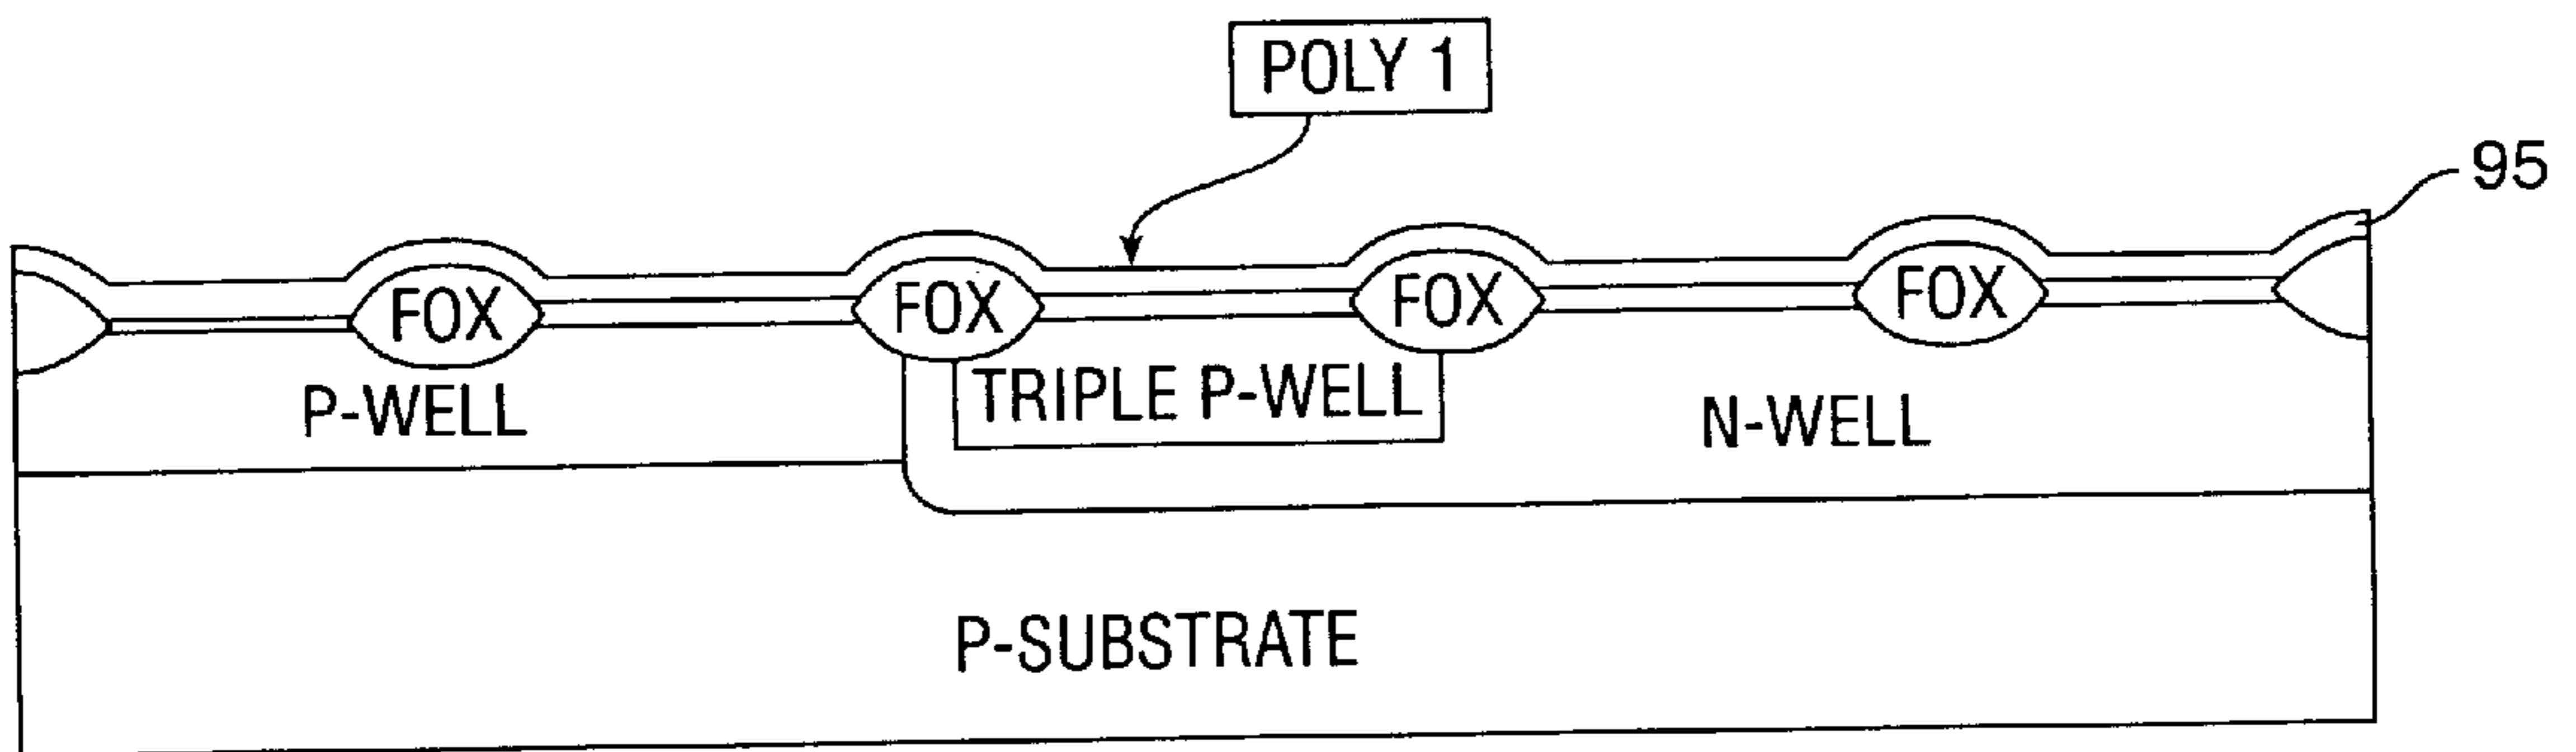 POLY 1
95
FOX
FOX
FOX
FOX
P-WELL
TRIPLE P-WELL
N-WELL
P-SUBSTRATE